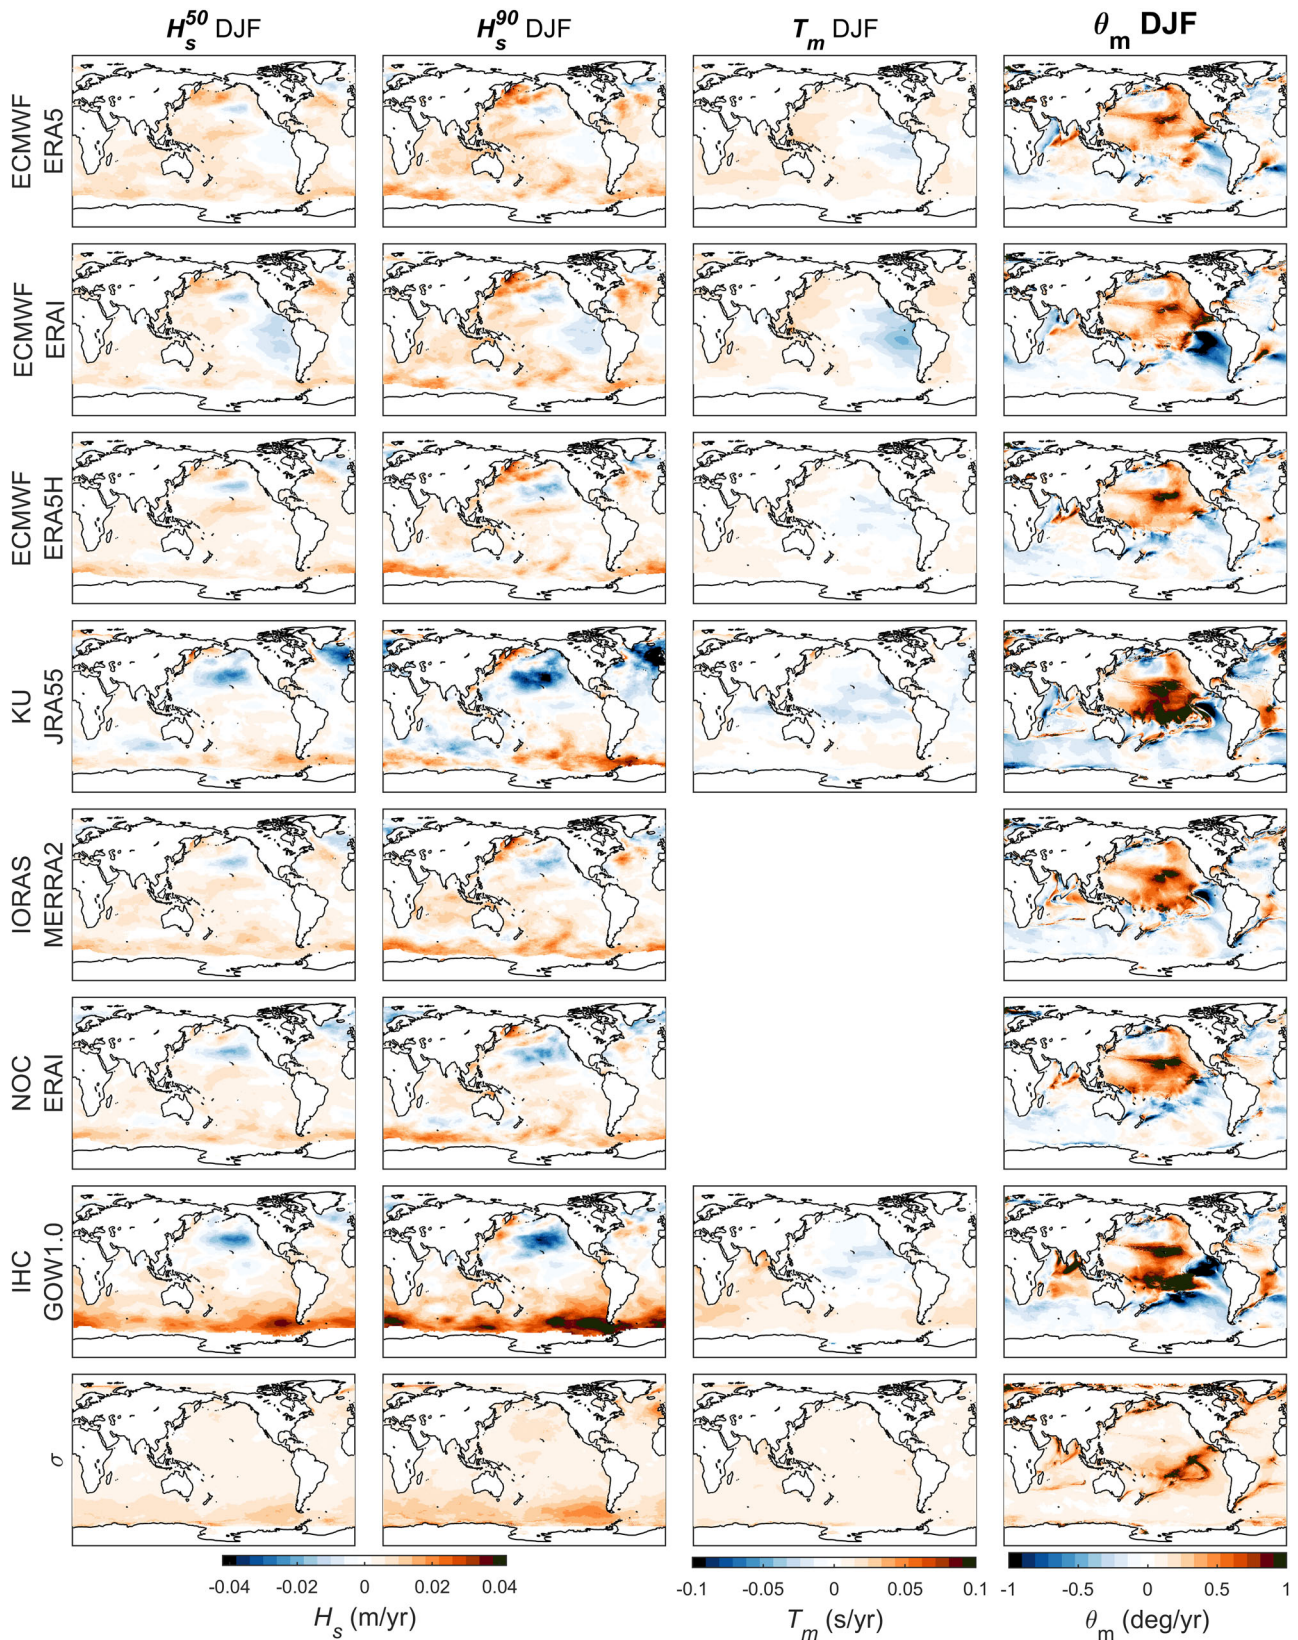 H_s^50 DJF
H_s^90 DJF
T_m DJF
θ_m DJF
ECMWF
ERA5
ECMWF
ERAI
ECMWF
ERA5H
KU
JRA55
IORAS
MERRA2
NOC
ERAI
IHC
GOW1.0
σ
-0.04 -0.02 0 0.02 0.04
H_s (m/yr)
-0.1 -0.05 0 0.05 0.1
T_m (s/yr)
-1 -0.5 0 0.5 1
θ_m (deg/yr)